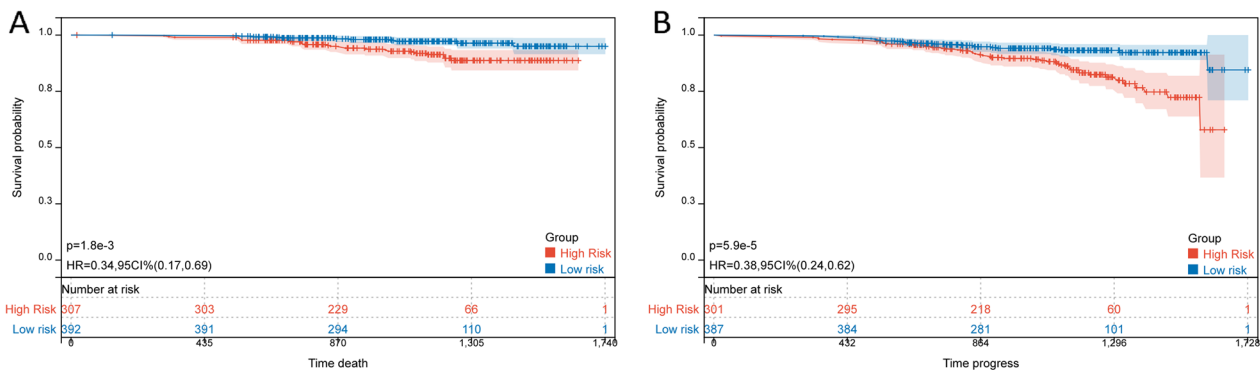 A
Survival probability
1.0
0.8
0.5
0.3
0.0
p=1.8e-3
HR=0.34,95CI%(0.17,0.69)
Group
High Risk
Low risk
Number at risk
High Risk 307 303 229 66 1
Low risk 392 391 294 110 1
0 435 870 1,305 1,740
Time death
B
Survival probability
1.0
0.8
0.5
0.3
0.0
p=5.9e-5
HR=0.38,95CI%(0.24,0.62)
Group
High Risk
Low risk
Number at risk
High Risk 301 295 218 60 1
Low risk 387 384 281 101 1
0 432 864 1,296 1,728
Time progress